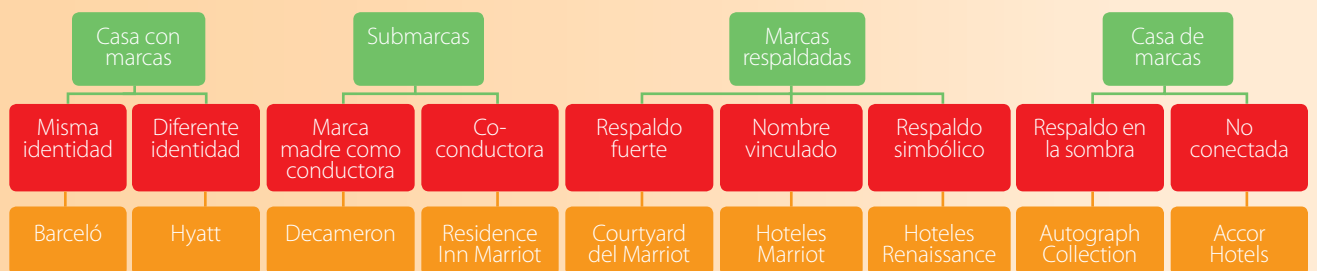 Casa con
marcas
Submarcas
Marcas
respaldadas
Casa de
marcas
Misma
identidad
Diferente
identidad
Marca
madre como
conductora
Co-
conductora
Respaldo
fuerte
Nombre
vinculado
Respaldo
simbólico
Respaldo en
la sombra
No
conectada
Barceló
Hyatt
Decameron
Residence
Inn Marriot
Courtyard
del Marriot
Hoteles
Marriot
Hoteles
Renaissance
Autograph
Collection
Accor
Hotels